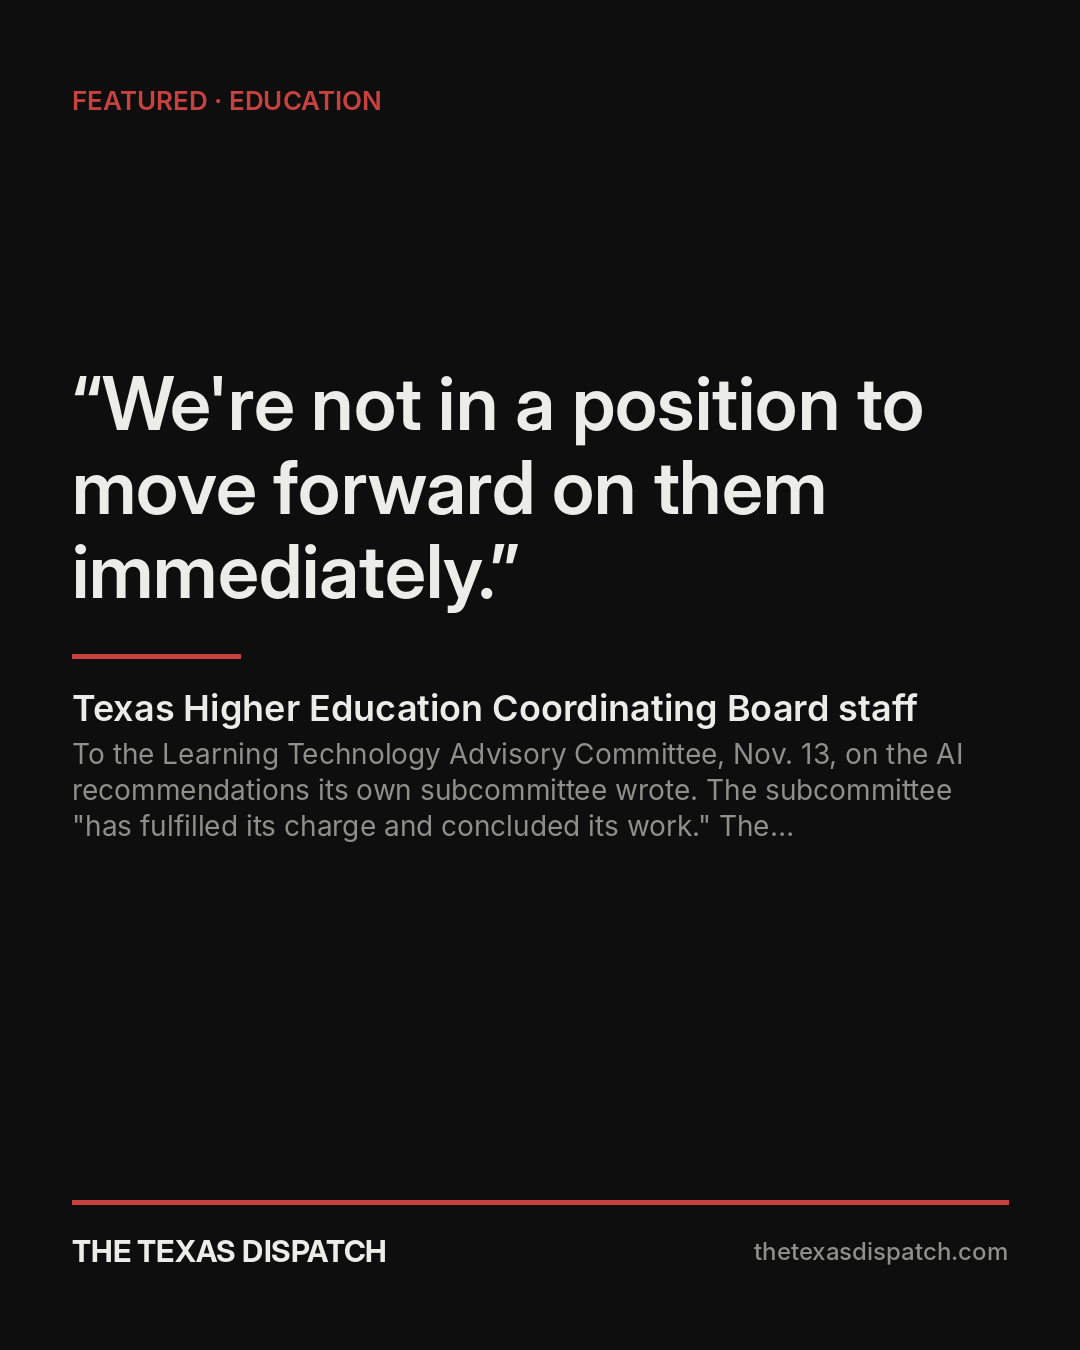 FEATURED · EDUCATION
“We're not in a position to
move forward on them
immediately.”
Texas Higher Education Coordinating Board staff
To the Learning Technology Advisory Committee, Nov. 13, on the AI
recommendations its own subcommittee wrote. The subcommittee
"has fulfilled its charge and concluded its work." The…
THE TEXAS DISPATCH
thetexasdispatch.com